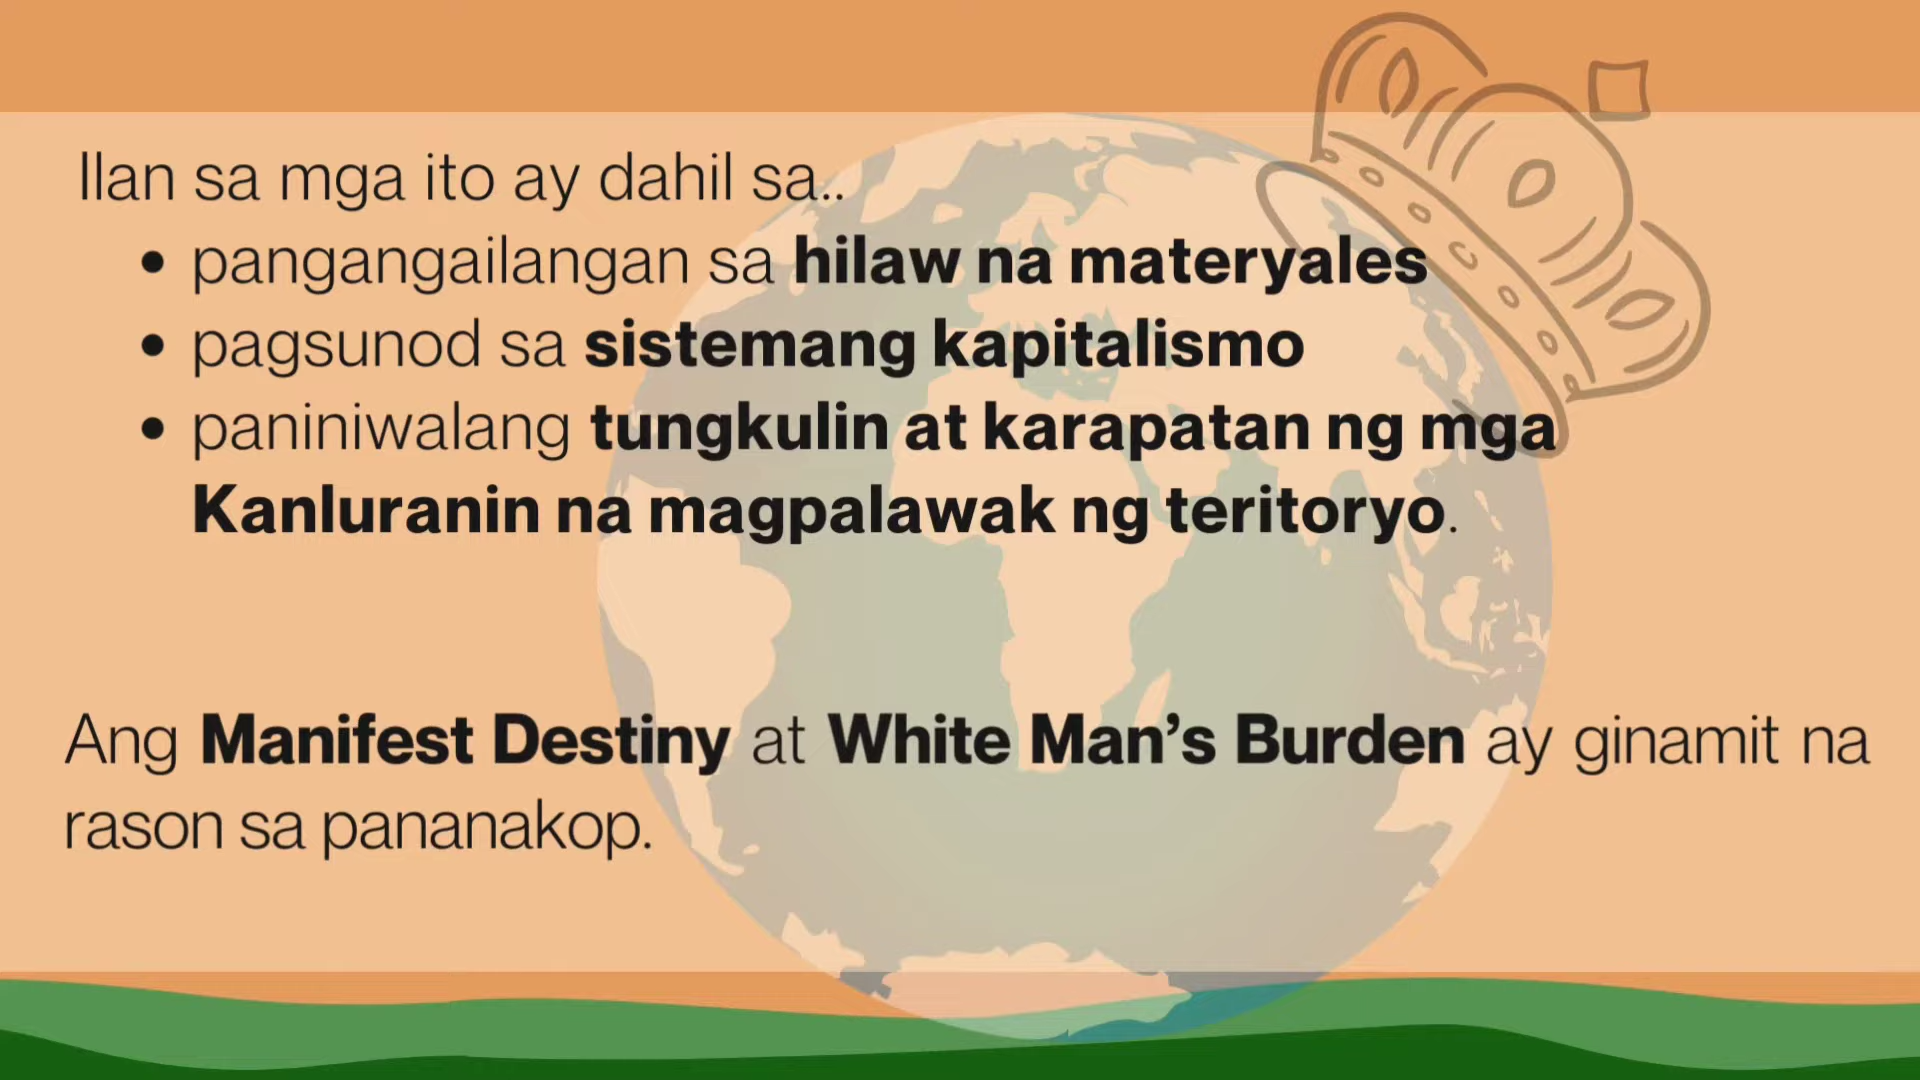 Ilan sa mga ito ay dahil sa..
• pangangailangan sa hilaw na materyales
• pagsunod sa sistemang kapitalismo
• paniniwalang tungkulin at karapatan ng mga
Kanluranin na magpalawak ng teritoryo.
Ang Manifest Destiny at White Man’s Burden ay ginamit na
rason sa pananakop.